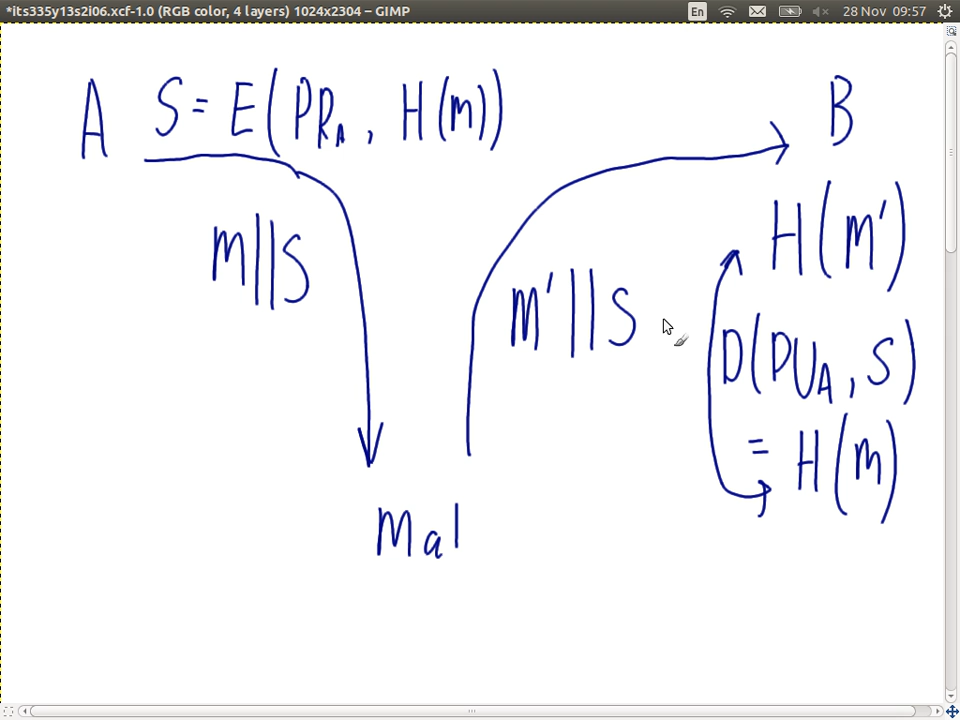 *its335y13s2i06.xcf-1.0 (RGB color, 4 layers) 1024x2304 – GIMP
En 28 Nov 09:57
A S = E(PR_A, H(m)) B
m||S
m'||S
H(m')
D(PU_A, S)
= H(m)
Mal